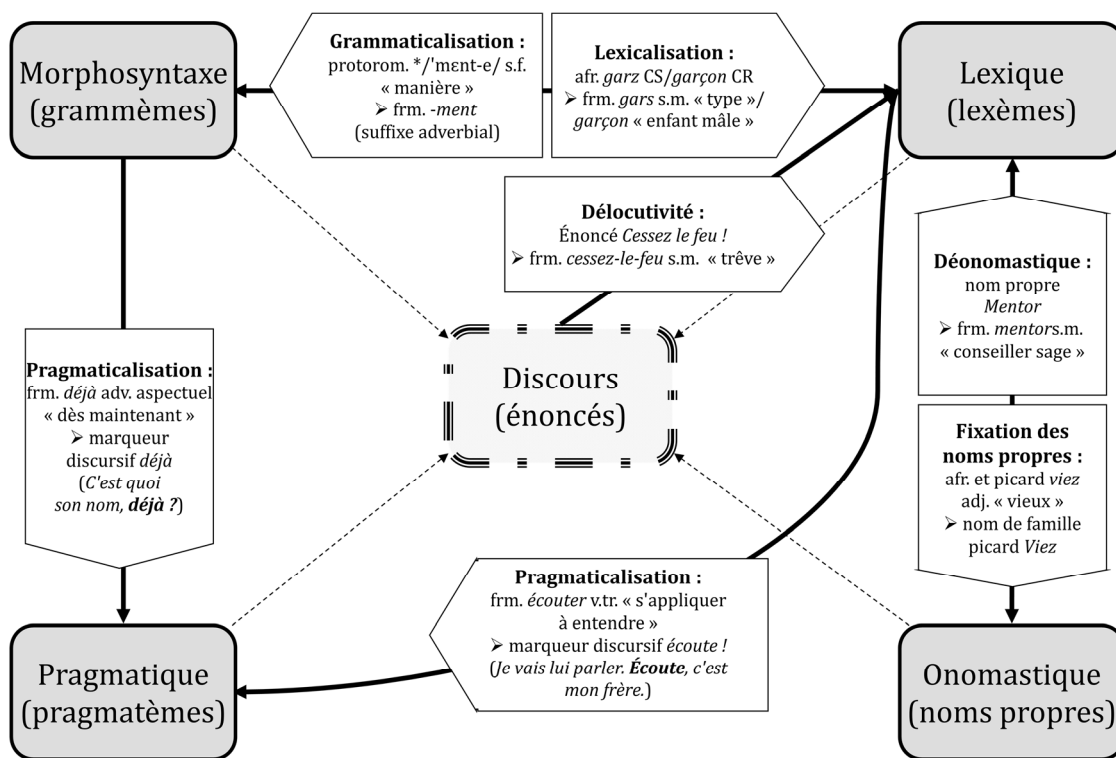 Morphosyntaxe
(grammèmes)
Grammaticalisation :
protorom. */'mɛnt-e/ s.f.
« manière »
➢ frm. -ment
(suffixe adverbial)
Lexicalisation :
afr. garz CS/garçon CR
➢ frm. gars s.m. « type »/
garçon « enfant mâle »
Lexique
(lexèmes)
Délocutivité :
Énoncé Cessez le feu !
➢ frm. cessez-le-feu s.m. « trêve »
Déonomastique :
nom propre
Mentor
➢ frm. mentors.m.
« conseiller sage »
Pragmaticalisation :
frm. déjà adv. aspectuel
« dès maintenant »
➢ marqueur
discursif déjà
(C'est quoi
son nom, déjà ?)
Discours
(énoncés)
Fixation des
noms propres :
afr. et picard viez
adj. « vieux »
➢ nom de famille
picard Viez
Pragmaticalisation :
frm. écouter v.tr. « s'appliquer
à entendre »
➢ marqueur discursif écoute !
(Je vais lui parler. Écoute, c'est
mon frère.)
Pragmatique
(pragmatèmes)
Onomastique
(noms propres)